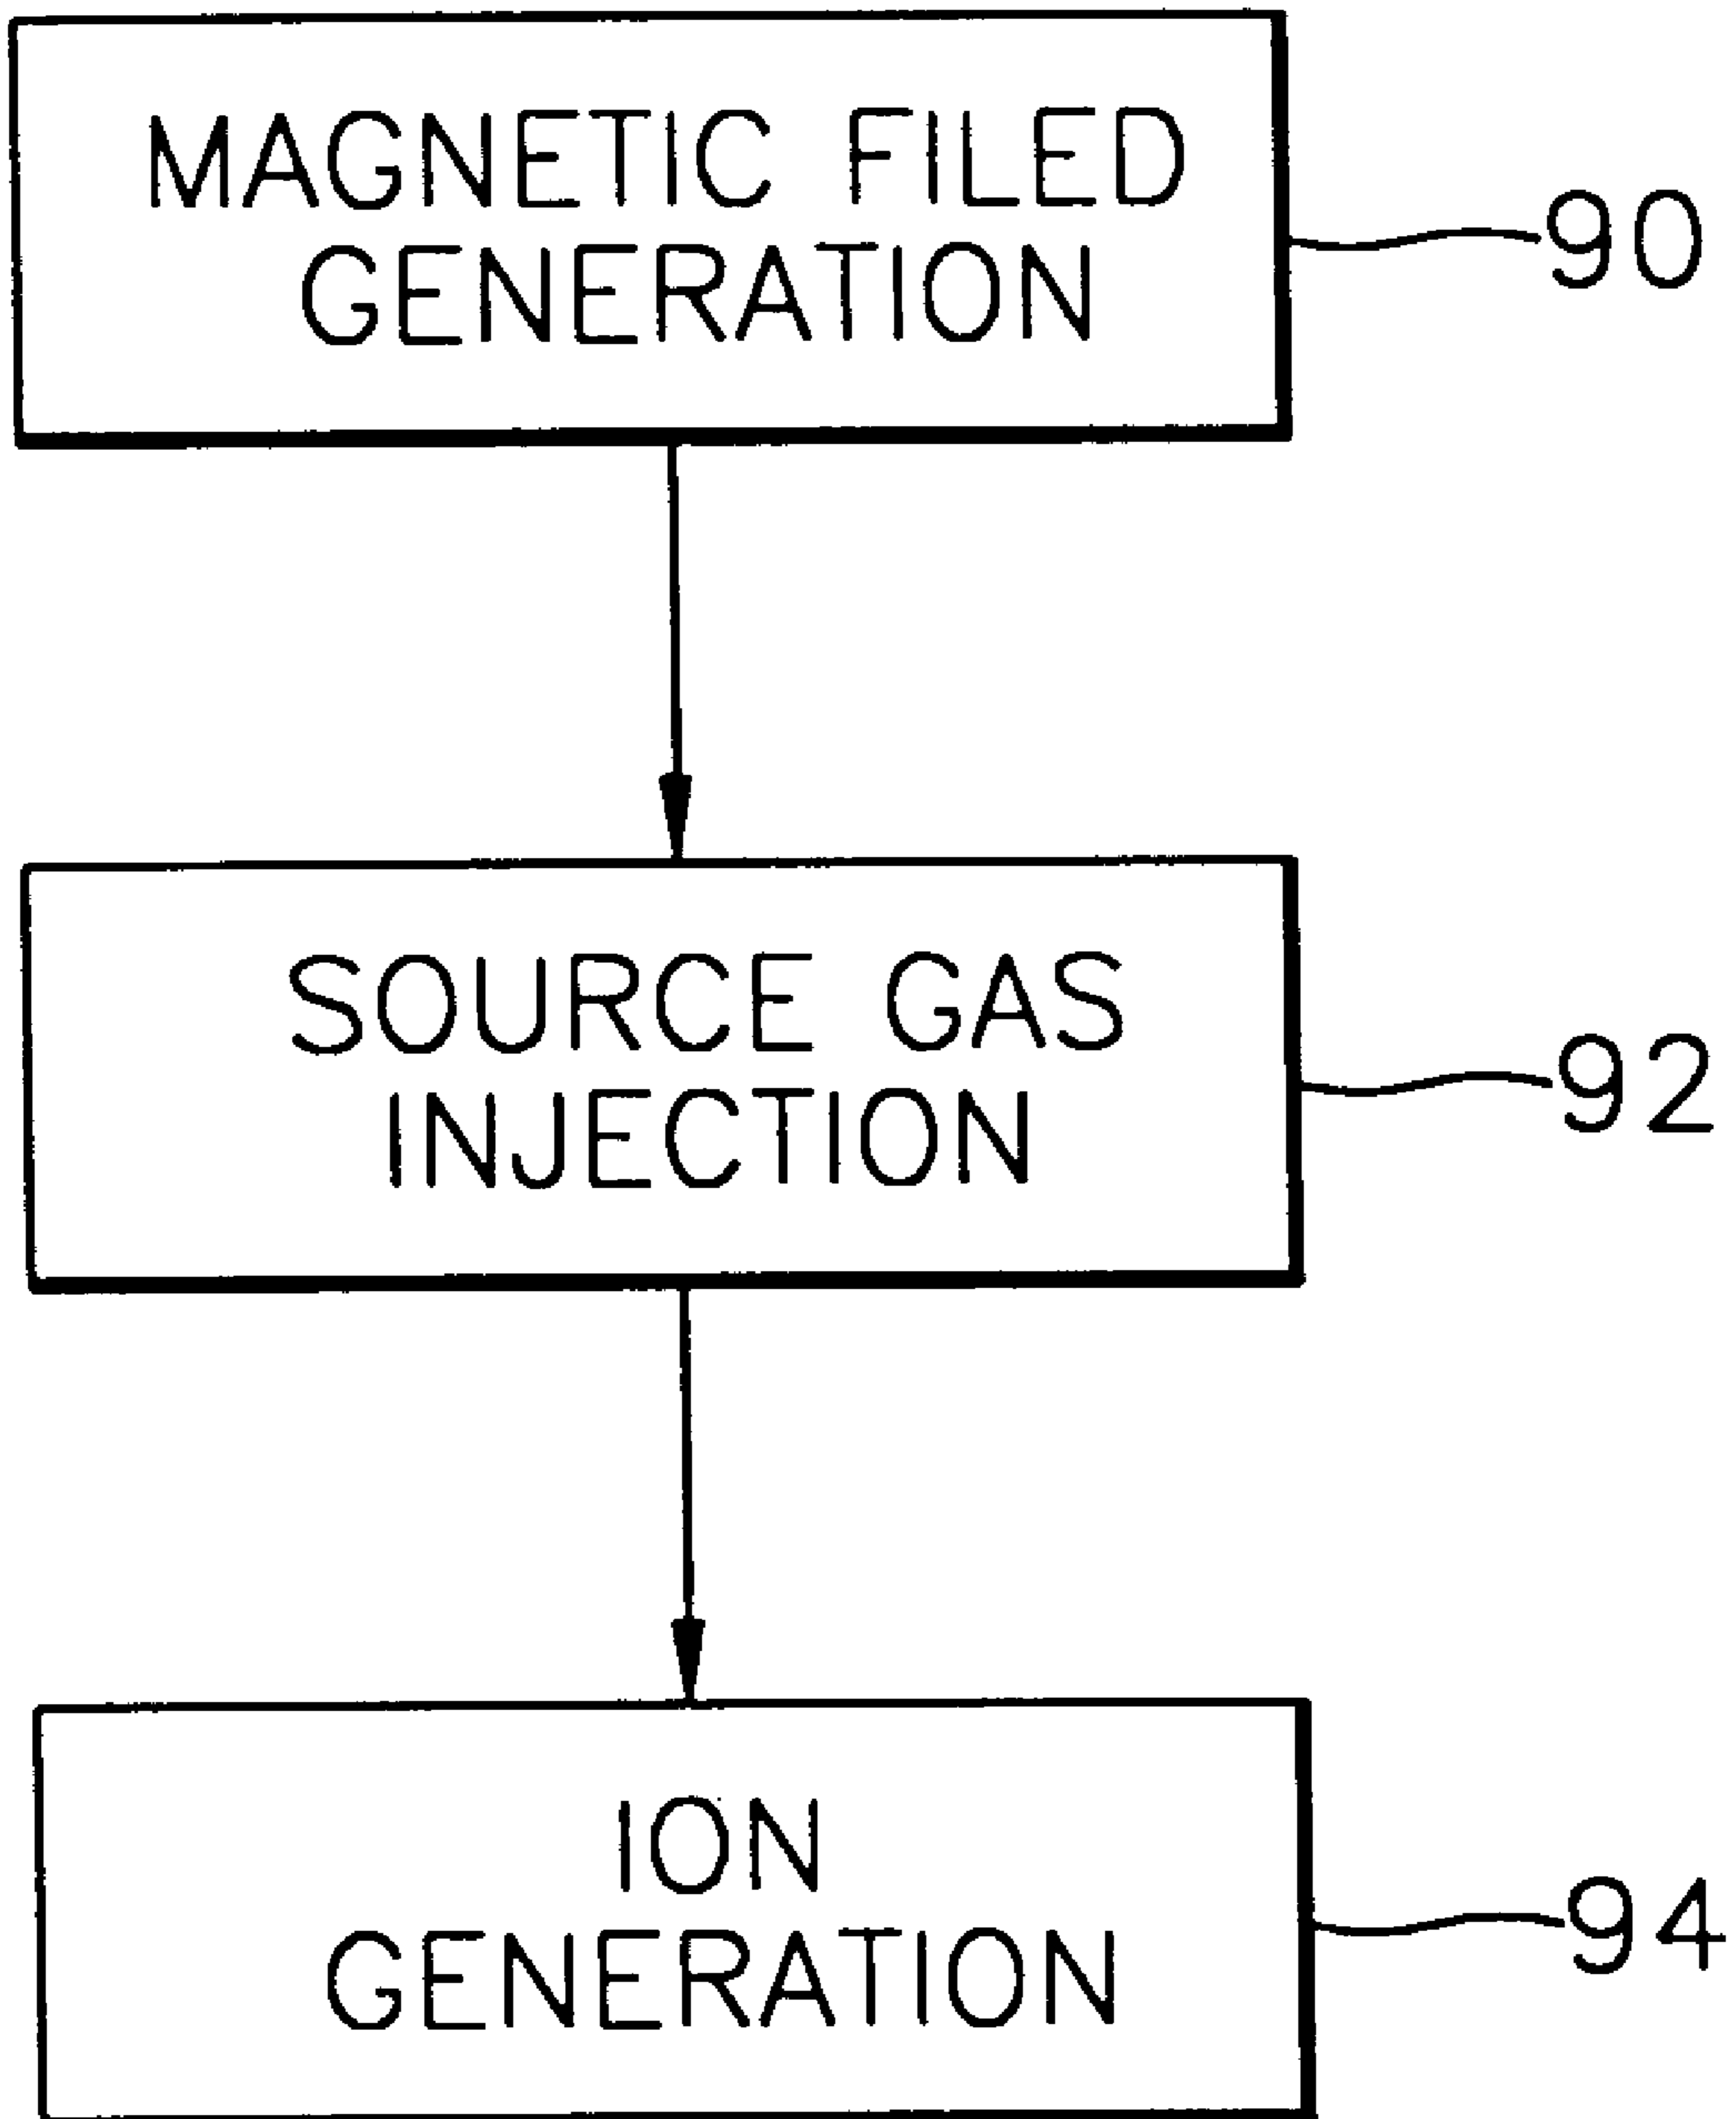 MAGNETIC FILED
GENERATION
90
SOURCE GAS
INJECTION
92
ION
GENERATION
94